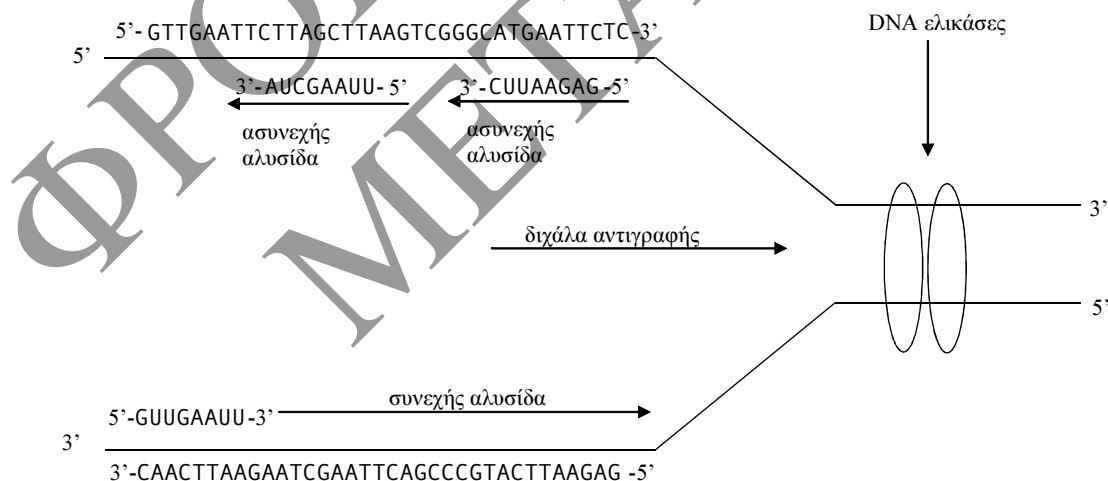 5’- GTTGAATTCTTAGCTTAAGTCGGGCATGAATTCTC-3’
DNA ελικάσες
5’
3’-AUCGAAUU- 5’
3’-CUUAAGAG-5’
ασυνεχής
αλυσίδα
ασυνεχής
αλυσίδα
3’
διχάλα αντιγραφής
5’
5’-GUUGAAUU-3’
συνεχής αλυσίδα
3’
3’-CAACTTAAGAATCGAATTCAGCCCGTACTTAAGAG -5’